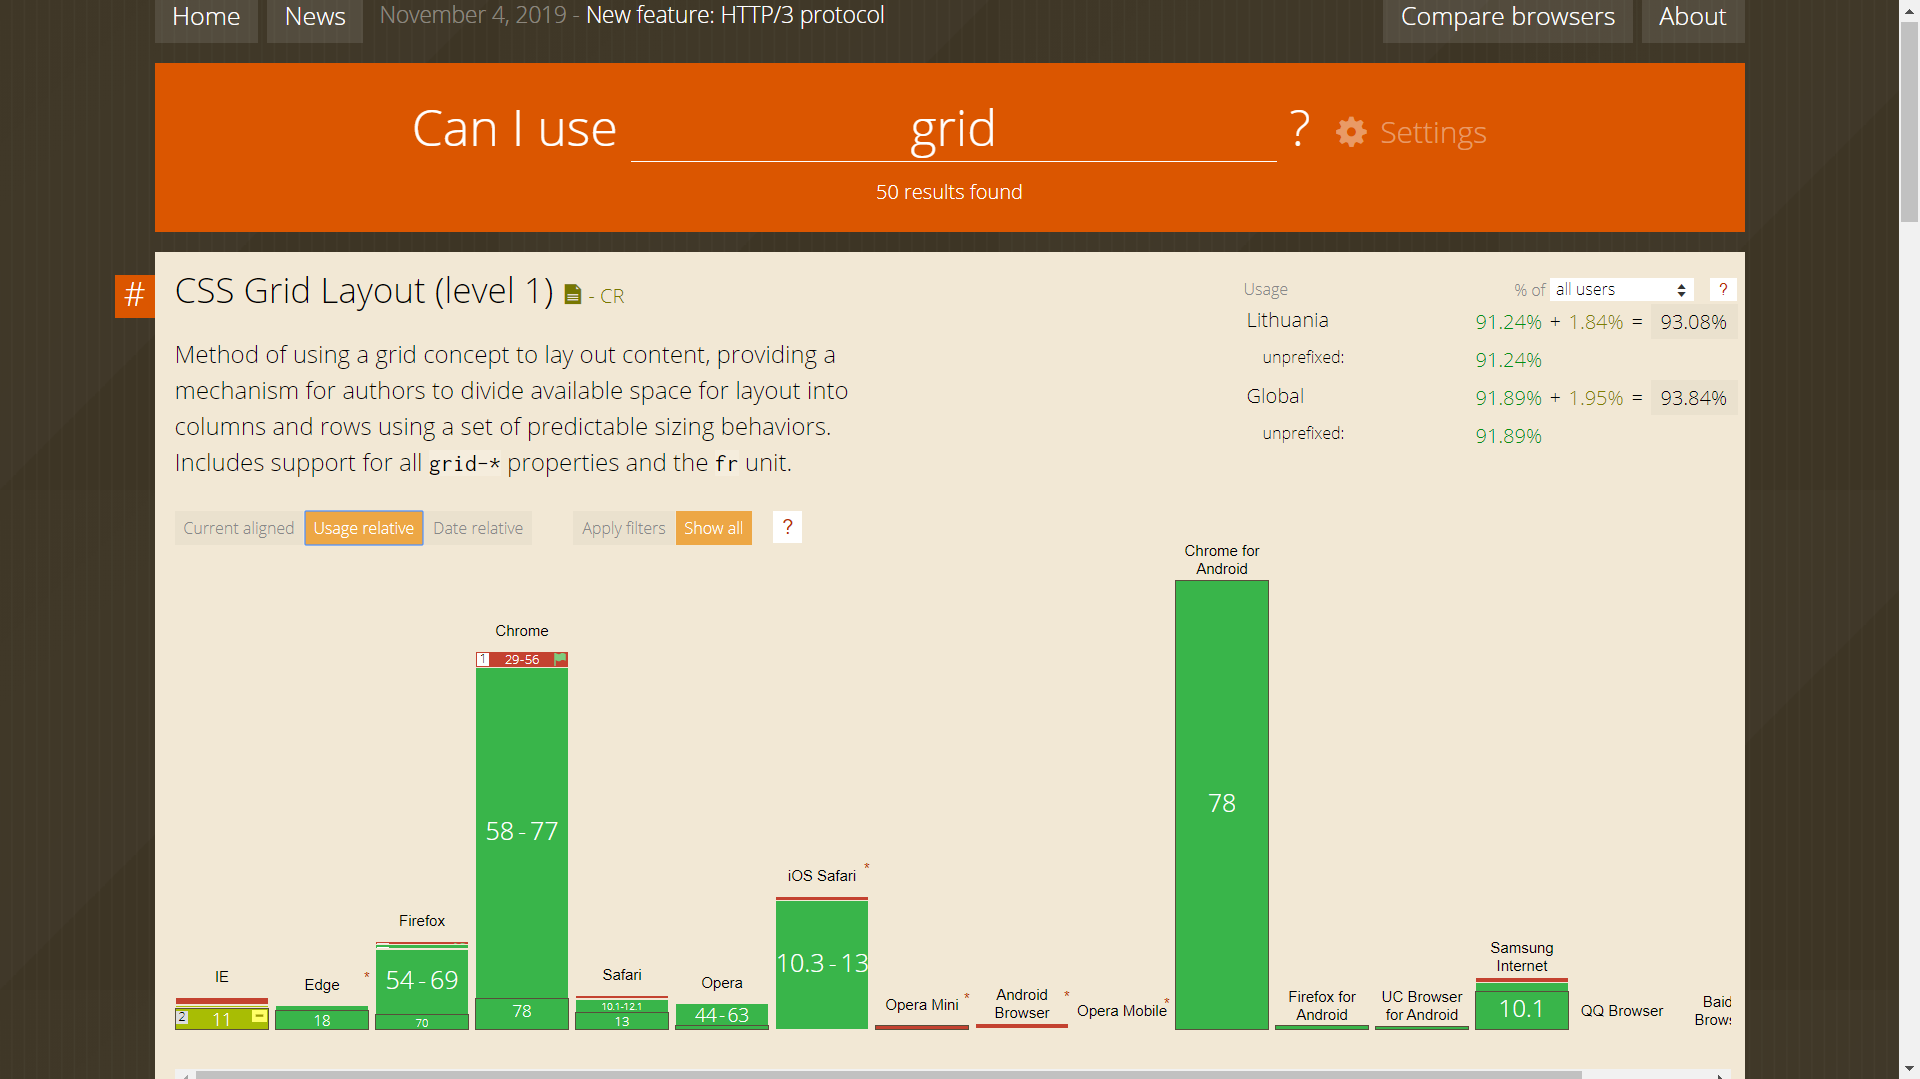 Home
News
November 4, 2019 - New feature: HTTP/3 protocol
Compare browsers
About
Can I use grid ?
Settings
50 results found
#
CSS Grid Layout (level 1) - CR
Method of using a grid concept to lay out content, providing a
mechanism for authors to divide available space for layout into
columns and rows using a set of predictable sizing behaviors.
Includes support for all grid-* properties and the fr unit.
Usage
% of all users ?
Lithuania 91.24% + 1.84% = 93.08%
unprefixed: 91.24%
Global 91.89% + 1.95% = 93.84%
unprefixed: 91.89%
Current aligned Usage relative Date relative Apply filters Show all ?
IE
2 11
Edge *
18
Firefox
54 - 69
70
Chrome
1 29-56
58 - 77
78
Safari
10.1-12.1
13
Opera
44 - 63
iOS Safari *
10.3 - 13
Opera Mini *
Android
Browser *
Opera Mobile *
Chrome for
Android
78
Firefox for
Android
UC Browser
for Android
Samsung
Internet
10.1
QQ Browser